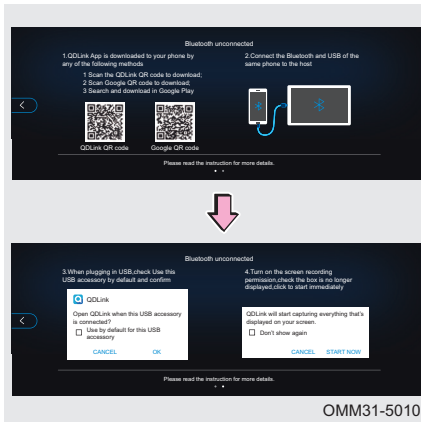 Bluetooth unconnected
1.QDLink App is downloaded to your phone by
any of the following methods
1 Scan the QDLink QR code to download;
2 Scan Google QR code to download;
3 Search and download in Google Play
QDLink QR code
Google QR code
2.Connect the Bluetooth and USB of the
same phone to the host
Please read the instruction for more details.
Bluetooth unconnected
3.When plugging in USB,check Use this
USB accessory by default and confirm
QDLink
Open QDLink when this USB accessory
is connected?
Use by default for this USB
accessory
CANCEL OK
4.Turn on the screen recording
permission,check the box is no longer
displayed,click to start immediately
QDLink will start capturing everything that's
displayed on your screen.
Don't show again
CANCEL START NOW
Please read the instruction for more details.
OMM31-5010